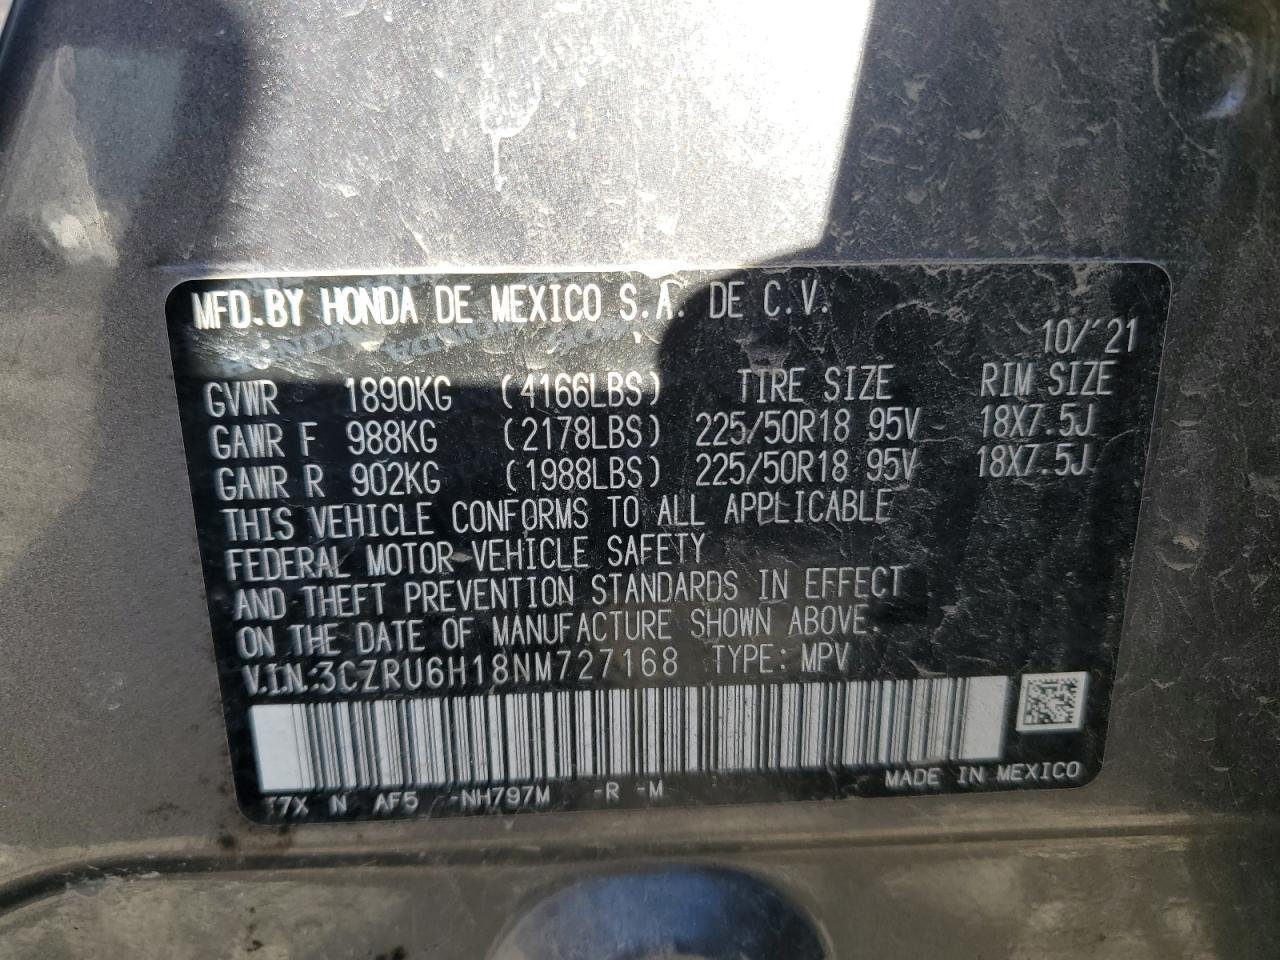 MFD.BY HONDA DE MEXICO S.A. DE C.V.
HONDA HONDA HONDA
10/'21
GVWR 1890KG (4166LBS) TIRE SIZE RIM SIZE
GAWR F 988KG (2178LBS) 225/50R18 95V 18X7.5J
GAWR R 902KG (1988LBS) 225/50R18 95V 18X7.5J
THIS VEHICLE CONFORMS TO ALL APPLICABLE
FEDERAL MOTOR VEHICLE SAFETY
AND THEFT PREVENTION STANDARDS IN EFFECT
ON THE DATE OF MANUFACTURE SHOWN ABOVE.
V.I.N.:3CZRU6H18NM727168 TYPE: MPV
MADE IN MEXICO
T7X N AF5 -NH797M -R -M